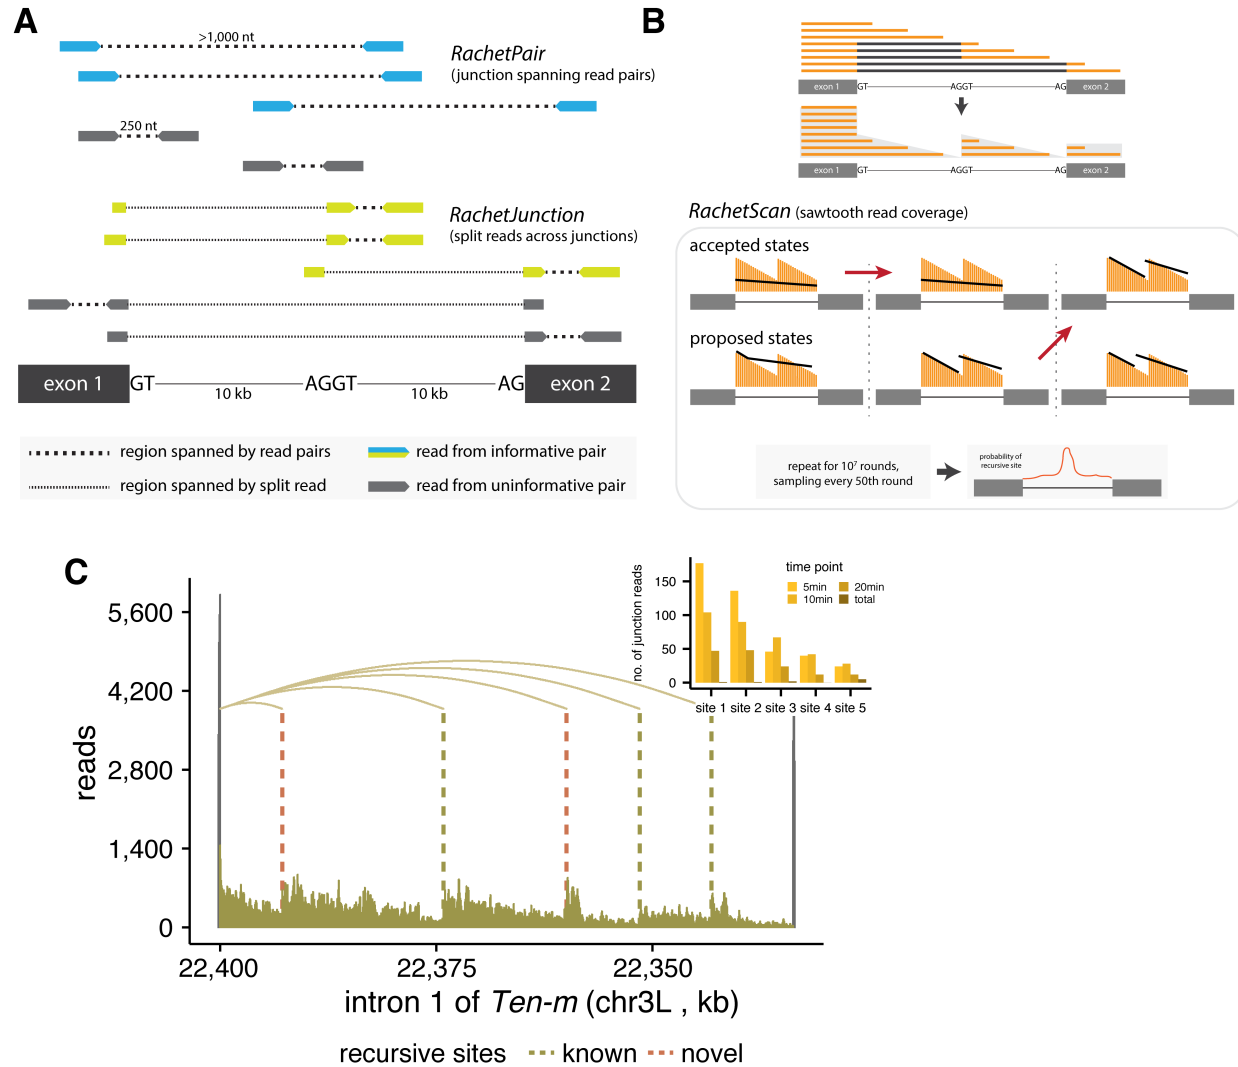 A
>1,000 nt
RachetPair
(junction spanning read pairs)
250 nt
RachetJunction
(split reads across junctions)
exon 1
GT
10 kb
AGGT
10 kb
AG
exon 2
region spanned by read pairs
read from informative pair
region spanned by split read
read from uninformative pair
B
exon 1
GT
AGGT
AG
exon 2
exon 1
GT
AGGT
AG
exon 2
RachetScan (sawtooth read coverage)
accepted states
proposed states
repeat for 10⁷ rounds,
sampling every 50th round
probability of
recursive site
C
reads
5,600
4,200
2,800
1,400
0
22,400
22,375
22,350
intron 1 of Ten-m (chr3L , kb)
recursive sites
known
novel
no. of junction reads
150
100
50
0
time point
5min
20min
10min
total
site 1 site 2 site 3 site 4 site 5